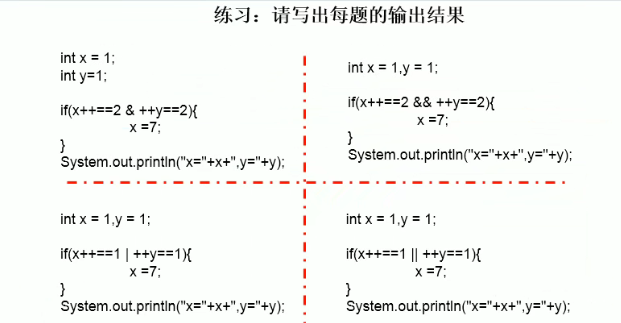 练习：请写出每题的输出结果
int x = 1;
int y=1;
if(x++==2 & ++y==2){
x =7;
}
System.out.println("x="+x+",y="+y);
int x = 1,y = 1;
if(x++==2 && ++y==2){
x =7;
}
System.out.println("x="+x+",y="+y);
int x = 1,y = 1;
if(x++==1 | ++y==1){
x =7;
}
System.out.println("x="+x+",y="+y);
int x = 1,y = 1;
if(x++==1 || ++y==1){
x =7;
}
System.out.println("x="+x+",y="+y);